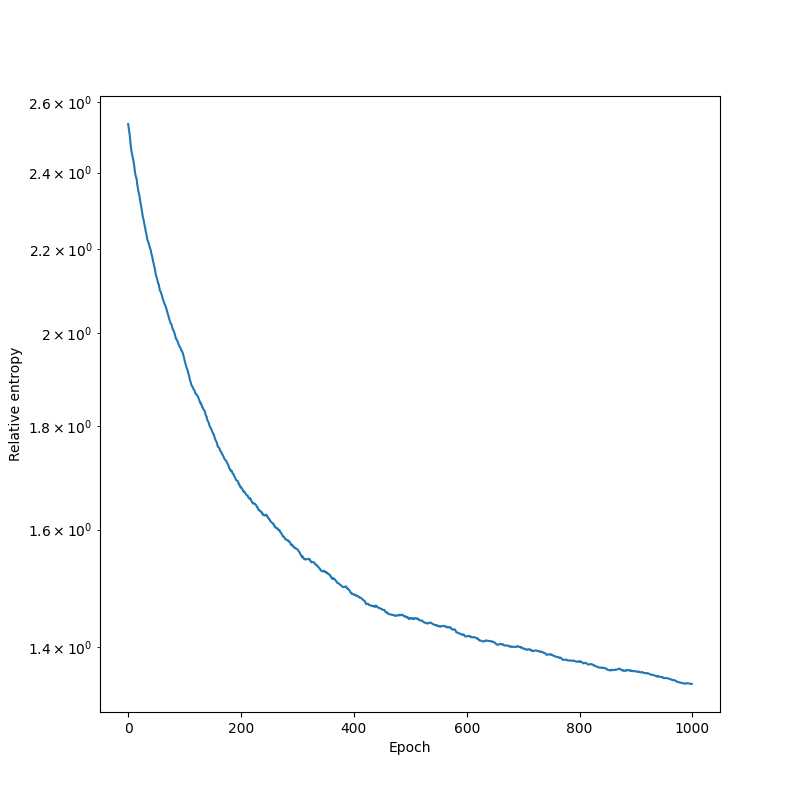 2.6 × 10⁰
2.4 × 10⁰
2.2 × 10⁰
2 × 10⁰
1.8 × 10⁰
1.6 × 10⁰
1.4 × 10⁰
Relative entropy
0 200 400 600 800 1000
Epoch